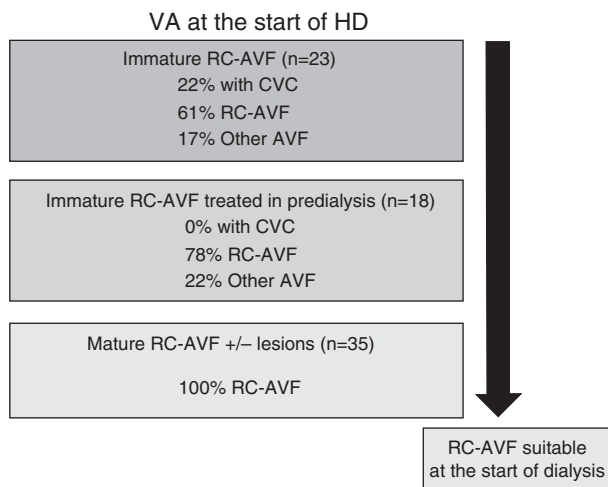 VA at the start of HD
Immature RC-AVF (n=23)
22% with CVC
61% RC-AVF
17% Other AVF
Immature RC-AVF treated in predialysis (n=18)
0% with CVC
78% RC-AVF
22% Other AVF
Mature RC-AVF +/– lesions (n=35)
100% RC-AVF
RC-AVF suitable
at the start of dialysis